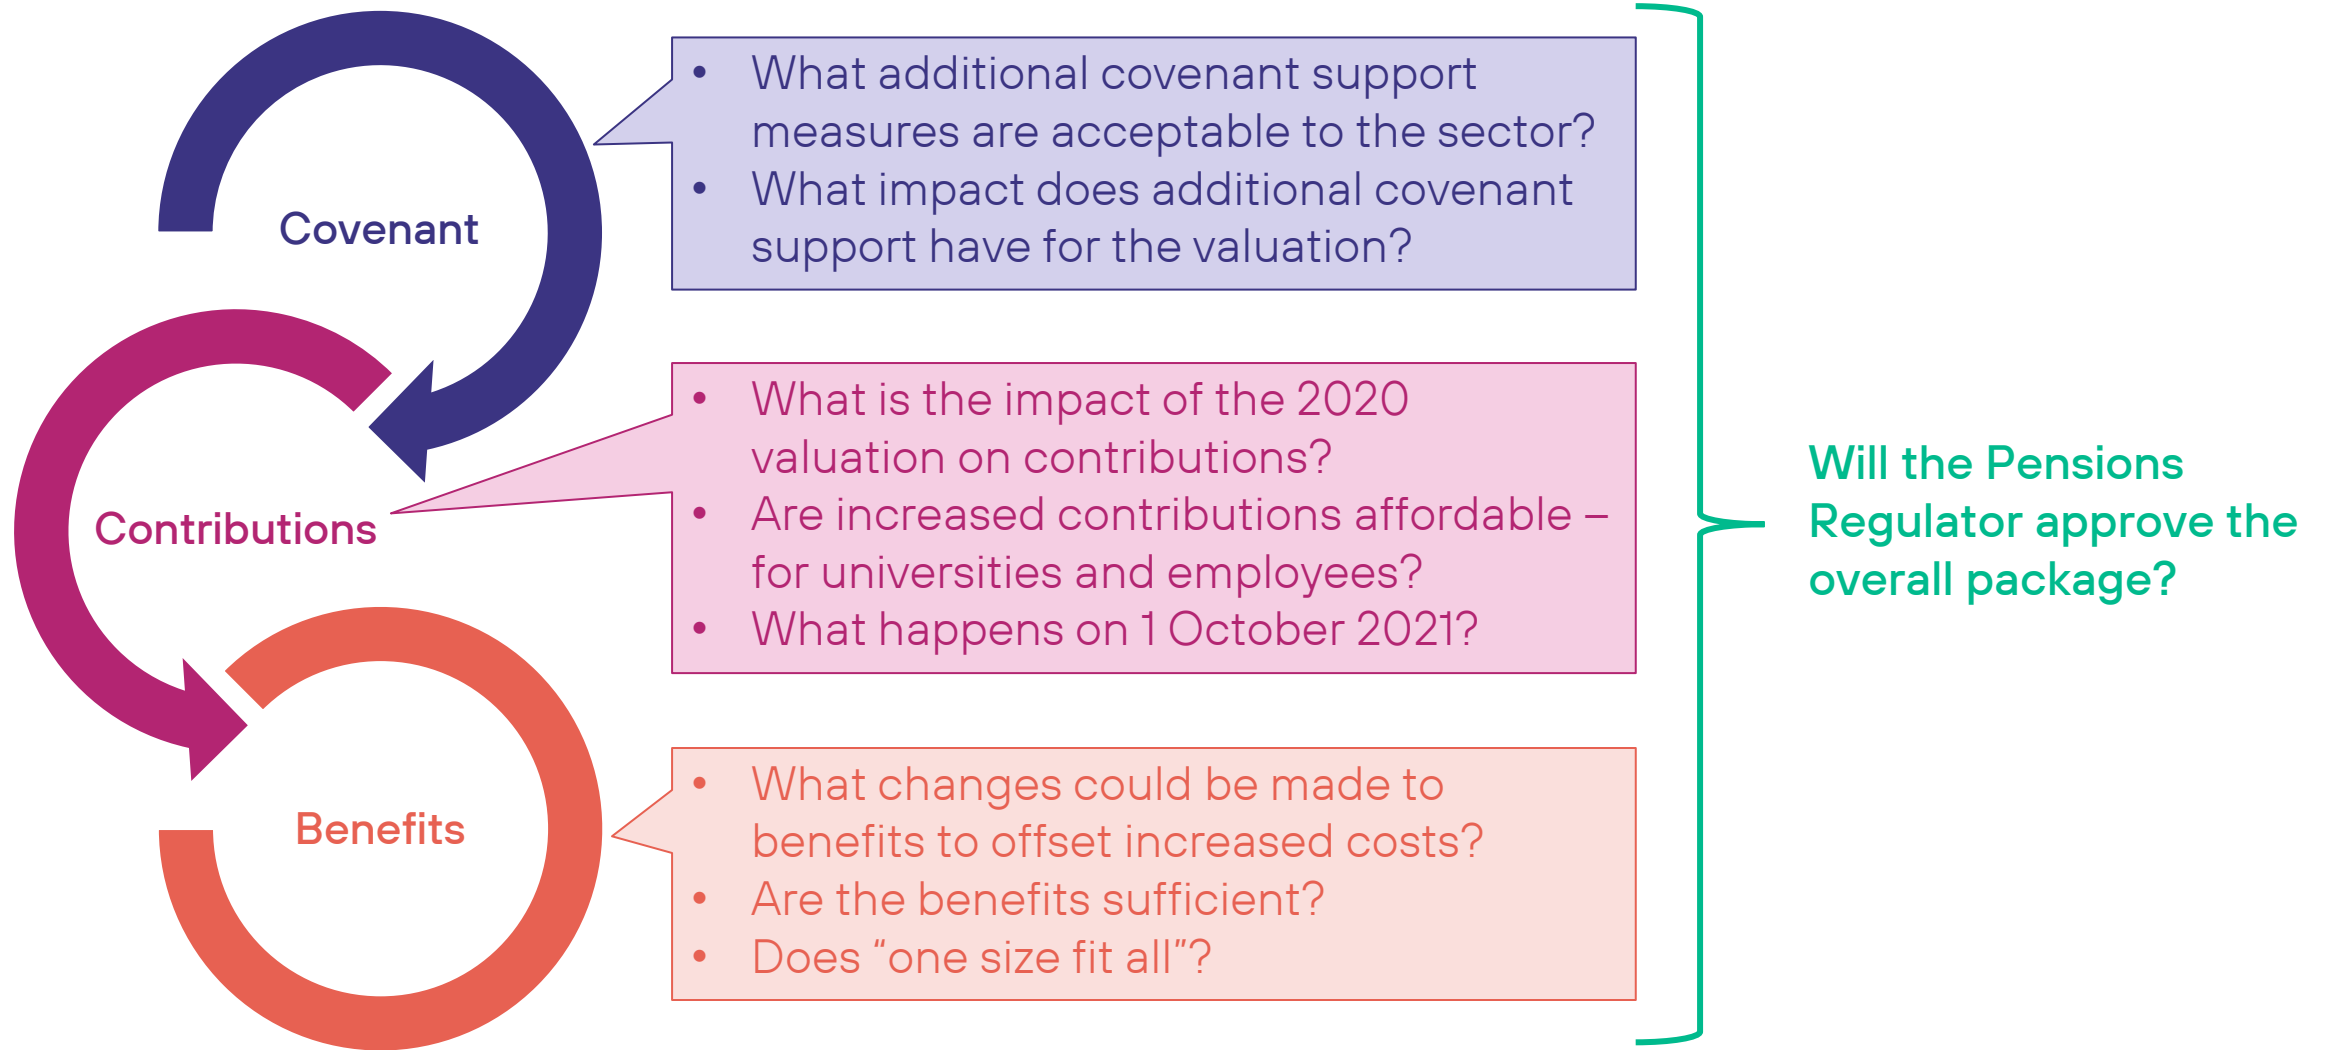 Covenant
• What additional covenant support
measures are acceptable to the sector?
• What impact does additional covenant
support have for the valuation?
Contributions
• What is the impact of the 2020
valuation on contributions?
• Are increased contributions affordable –
for universities and employees?
• What happens on 1 October 2021?
Benefits
• What changes could be made to
benefits to offset increased costs?
• Are the benefits sufficient?
• Does “one size fit all”?
Will the Pensions
Regulator approve the
overall package?